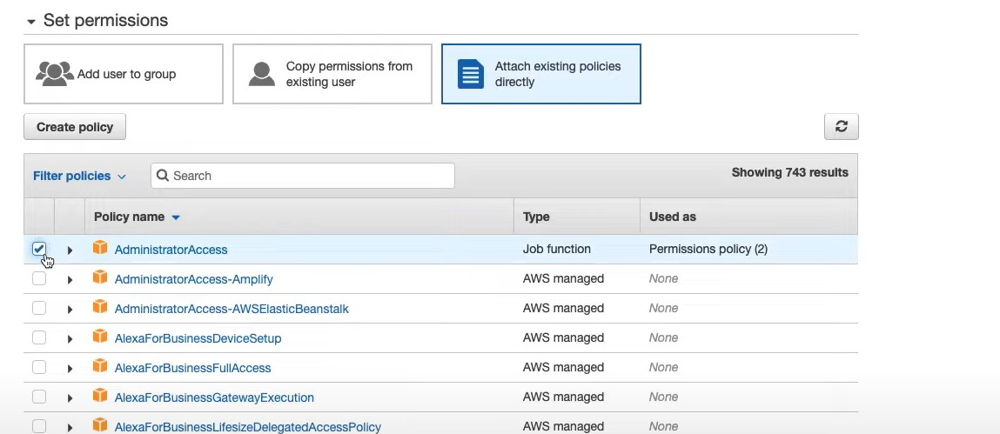 Set permissions
Add user to group
Copy permissions from
existing user
Attach existing policies
directly
Create policy
Filter policies
Search
Showing 743 results
Policy name
Type
Used as
AdministratorAccess
Job function
Permissions policy (2)
AdministratorAccess-Amplify
AWS managed
None
AdministratorAccess-AWSElasticBeanstalk
AWS managed
None
AlexaForBusinessDeviceSetup
AWS managed
None
AlexaForBusinessFullAccess
AWS managed
None
AlexaForBusinessGatewayExecution
AWS managed
None
AlexaForBusinessLifesizeDelegatedAccessPolicy
AWS managed
None